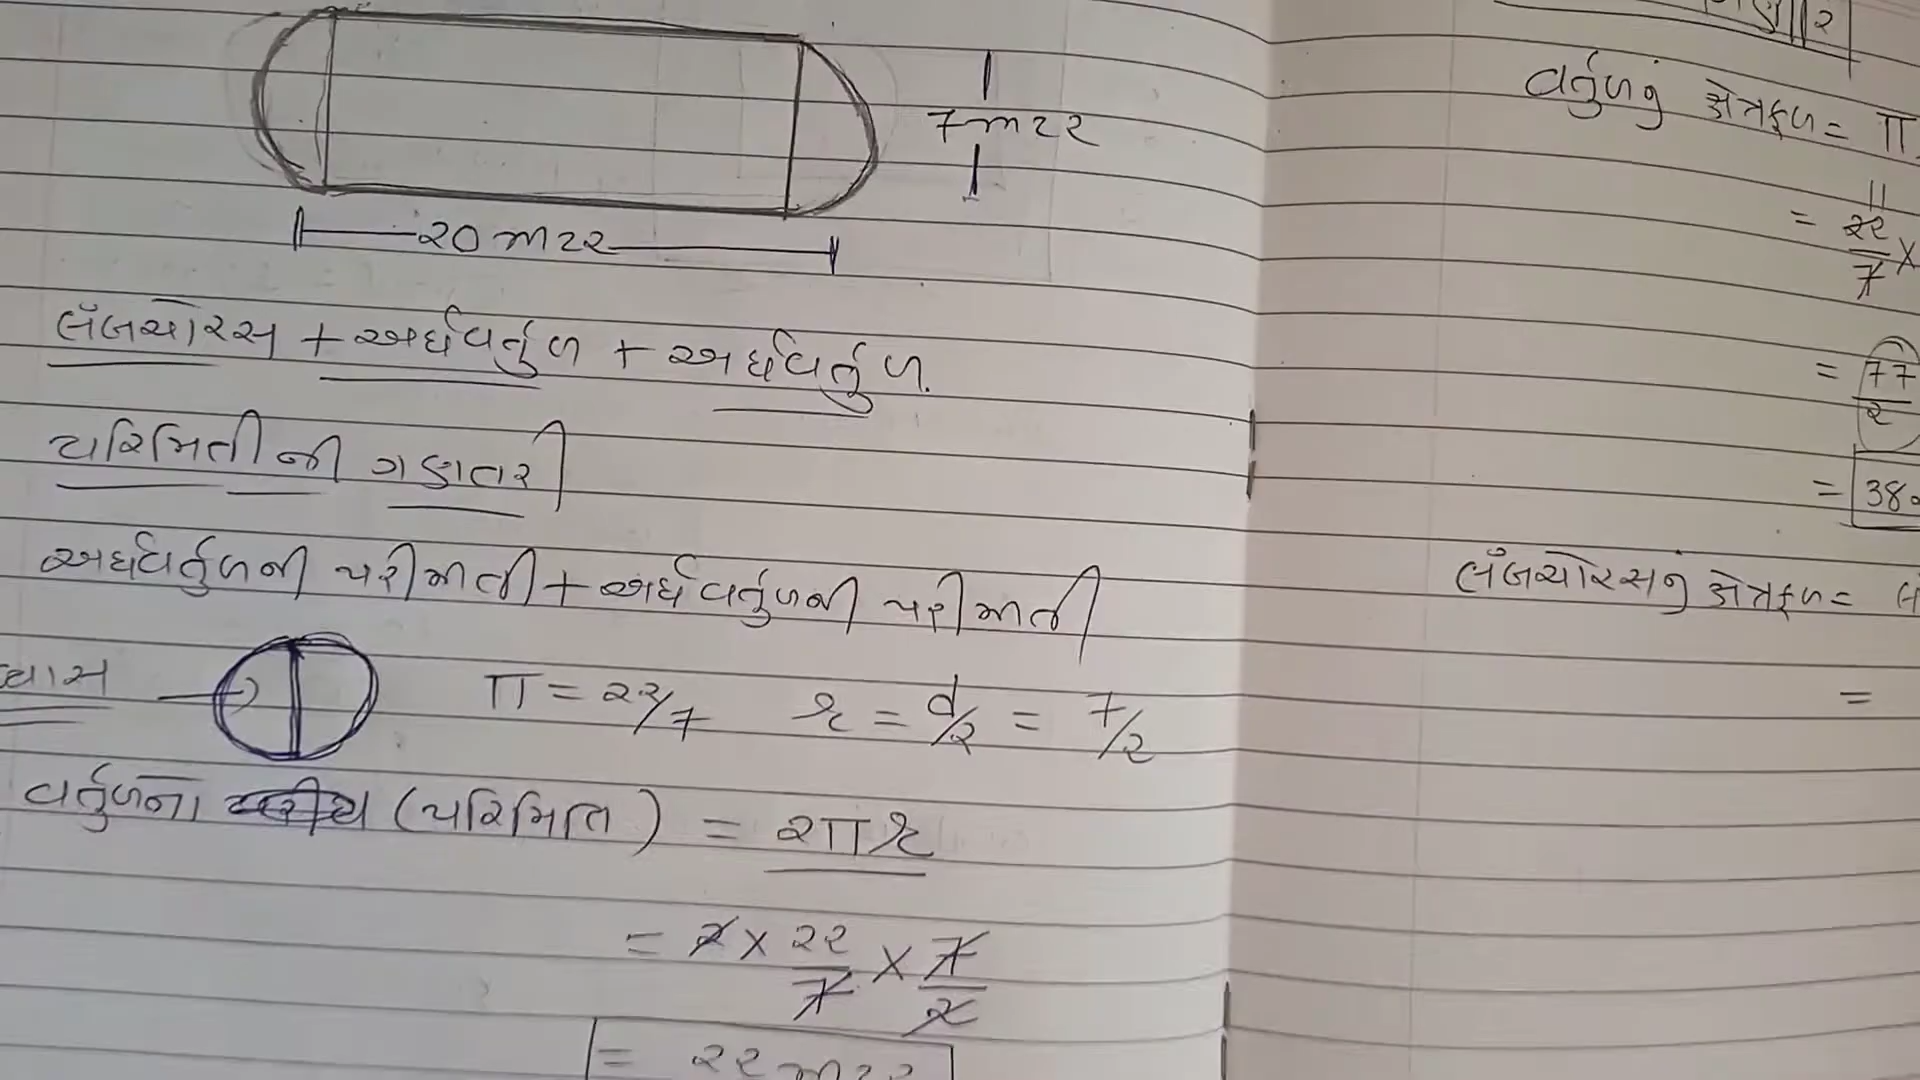 7 મીટર
20 મીટર
લંબચોરસ + અર્ધવર્તુળ + અર્ધવર્તુળ.
પરિમિતીની ગણતરી
અર્ધવર્તુળની પરીમીતી + અર્ધવર્તુળની પરીમીતી
વ્યાસ
π = 22/7 r = d/2 = 7/2
વર્તુળના (પરિમિતિ) = 2πr
= 2 × 22/7 × 7/2
= 22 મીટર
વર્તુળનુ ક્ષેત્રફળ = π
= 22/7 ×
= 77/2
= 38.
લંબચોરસનુ ક્ષેત્રફળ =
=